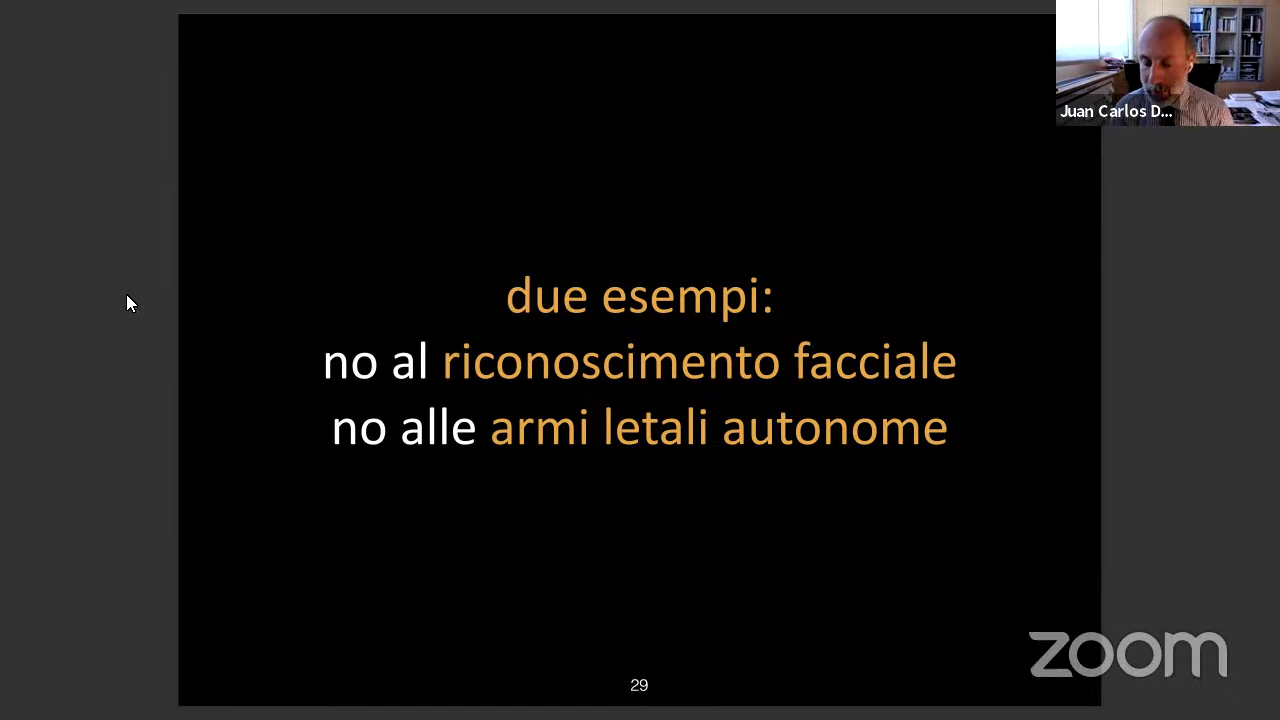 Juan Carlos D...
due esempi:
no al riconoscimento facciale
no alle armi letali autonome
zoom
29